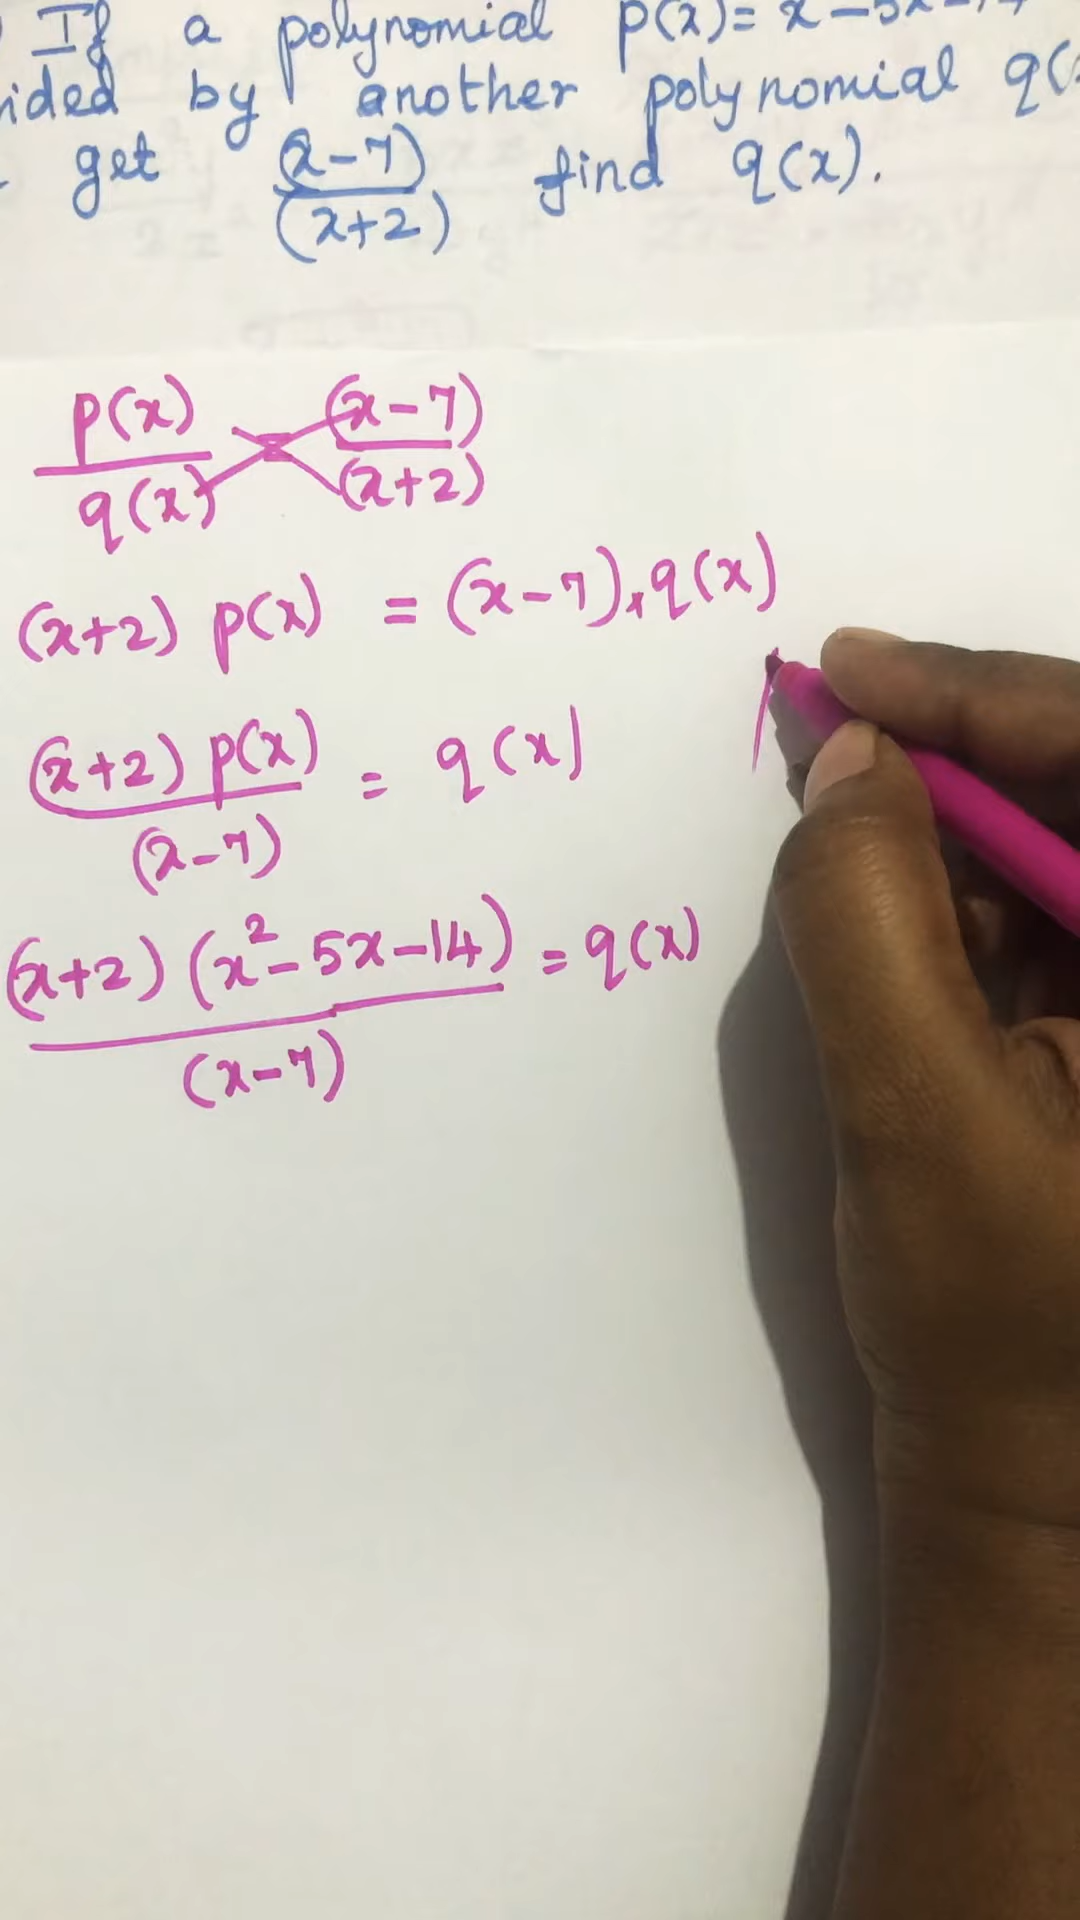 If a polynomial p(x)= x
by another polynomial q(
get (x-7)
(x+2) find q(x).
p(x) (x-7)
q(x) (x+2)
(x+2) p(x) = (x-7)×q(x)
(x+2) p(x) = q(x)
(x-7)
(x+2) (x²-5x-14) = q(x)
(x-7)